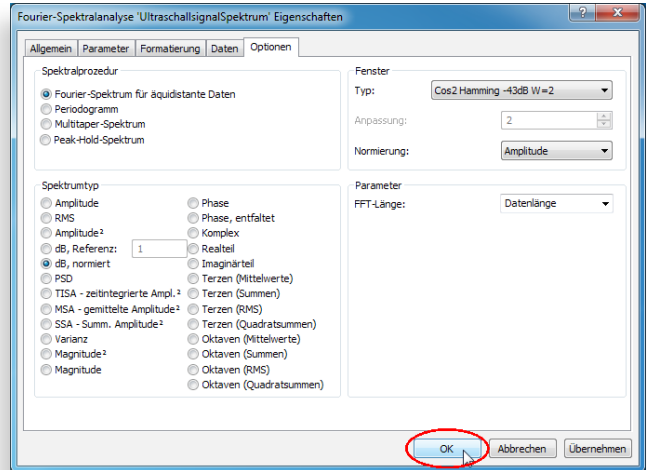 Fourier-Spektralanalyse 'UltraschallsignalSpektrum' Eigenschaften
Allgemein Parameter Formatierung Daten Optionen
Spektralprozedur
Fourier-Spektrum für äquidistante Daten
Periodogramm
Multitaper-Spektrum
Peak-Hold-Spektrum
Fenster
Typ: Cos2 Hamming -43dB W=2
Anpassung: 2
Normierung: Amplitude
Spektrumtyp
Amplitude
RMS
Amplitude²
dB, Referenz: 1
dB, normiert
PSD
TISA - zeitintegrierte Ampl.²
MSA - gemittelte Amplitude²
SSA - Summ. Amplitude²
Varianz
Magnitude²
Magnitude
Phase
Phase, entfaltet
Komplex
Realteil
Imaginärteil
Terzen (Mittelwerte)
Terzen (Summen)
Terzen (RMS)
Terzen (Quadratsummen)
Oktaven (Mittelwerte)
Oktaven (Summen)
Oktaven (RMS)
Oktaven (Quadratsummen)
Parameter
FFT-Länge: Datenlänge
OK Abbrechen Übernehmen